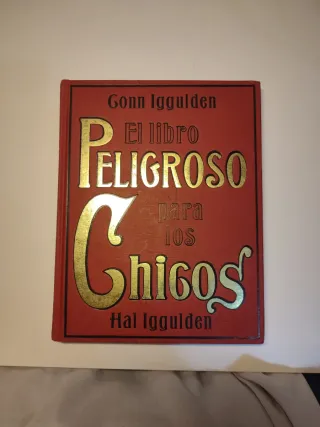 Conn Iggulden
El libro
PELIGROSO
para
los
Chicos
Hal Iggulden